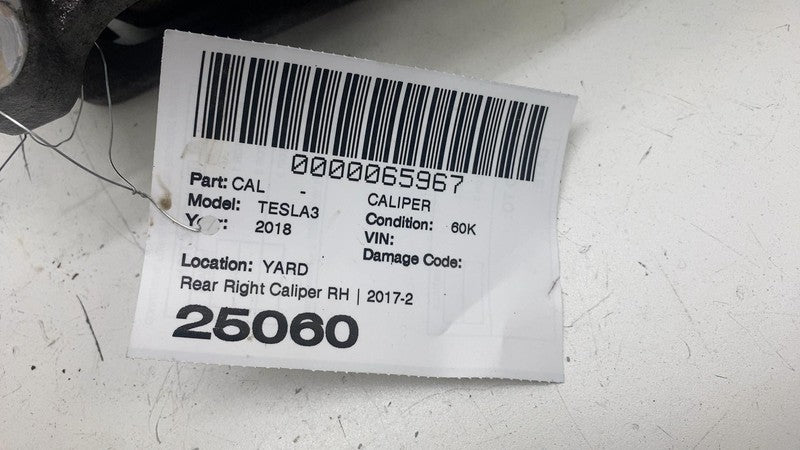 0000065967
Part: CAL - CALIPER
Model: TESLA3 Condition: 60K
2018 VIN:
Damage Code:
Location: YARD
Rear Right Caliper RH | 2017-2
25060